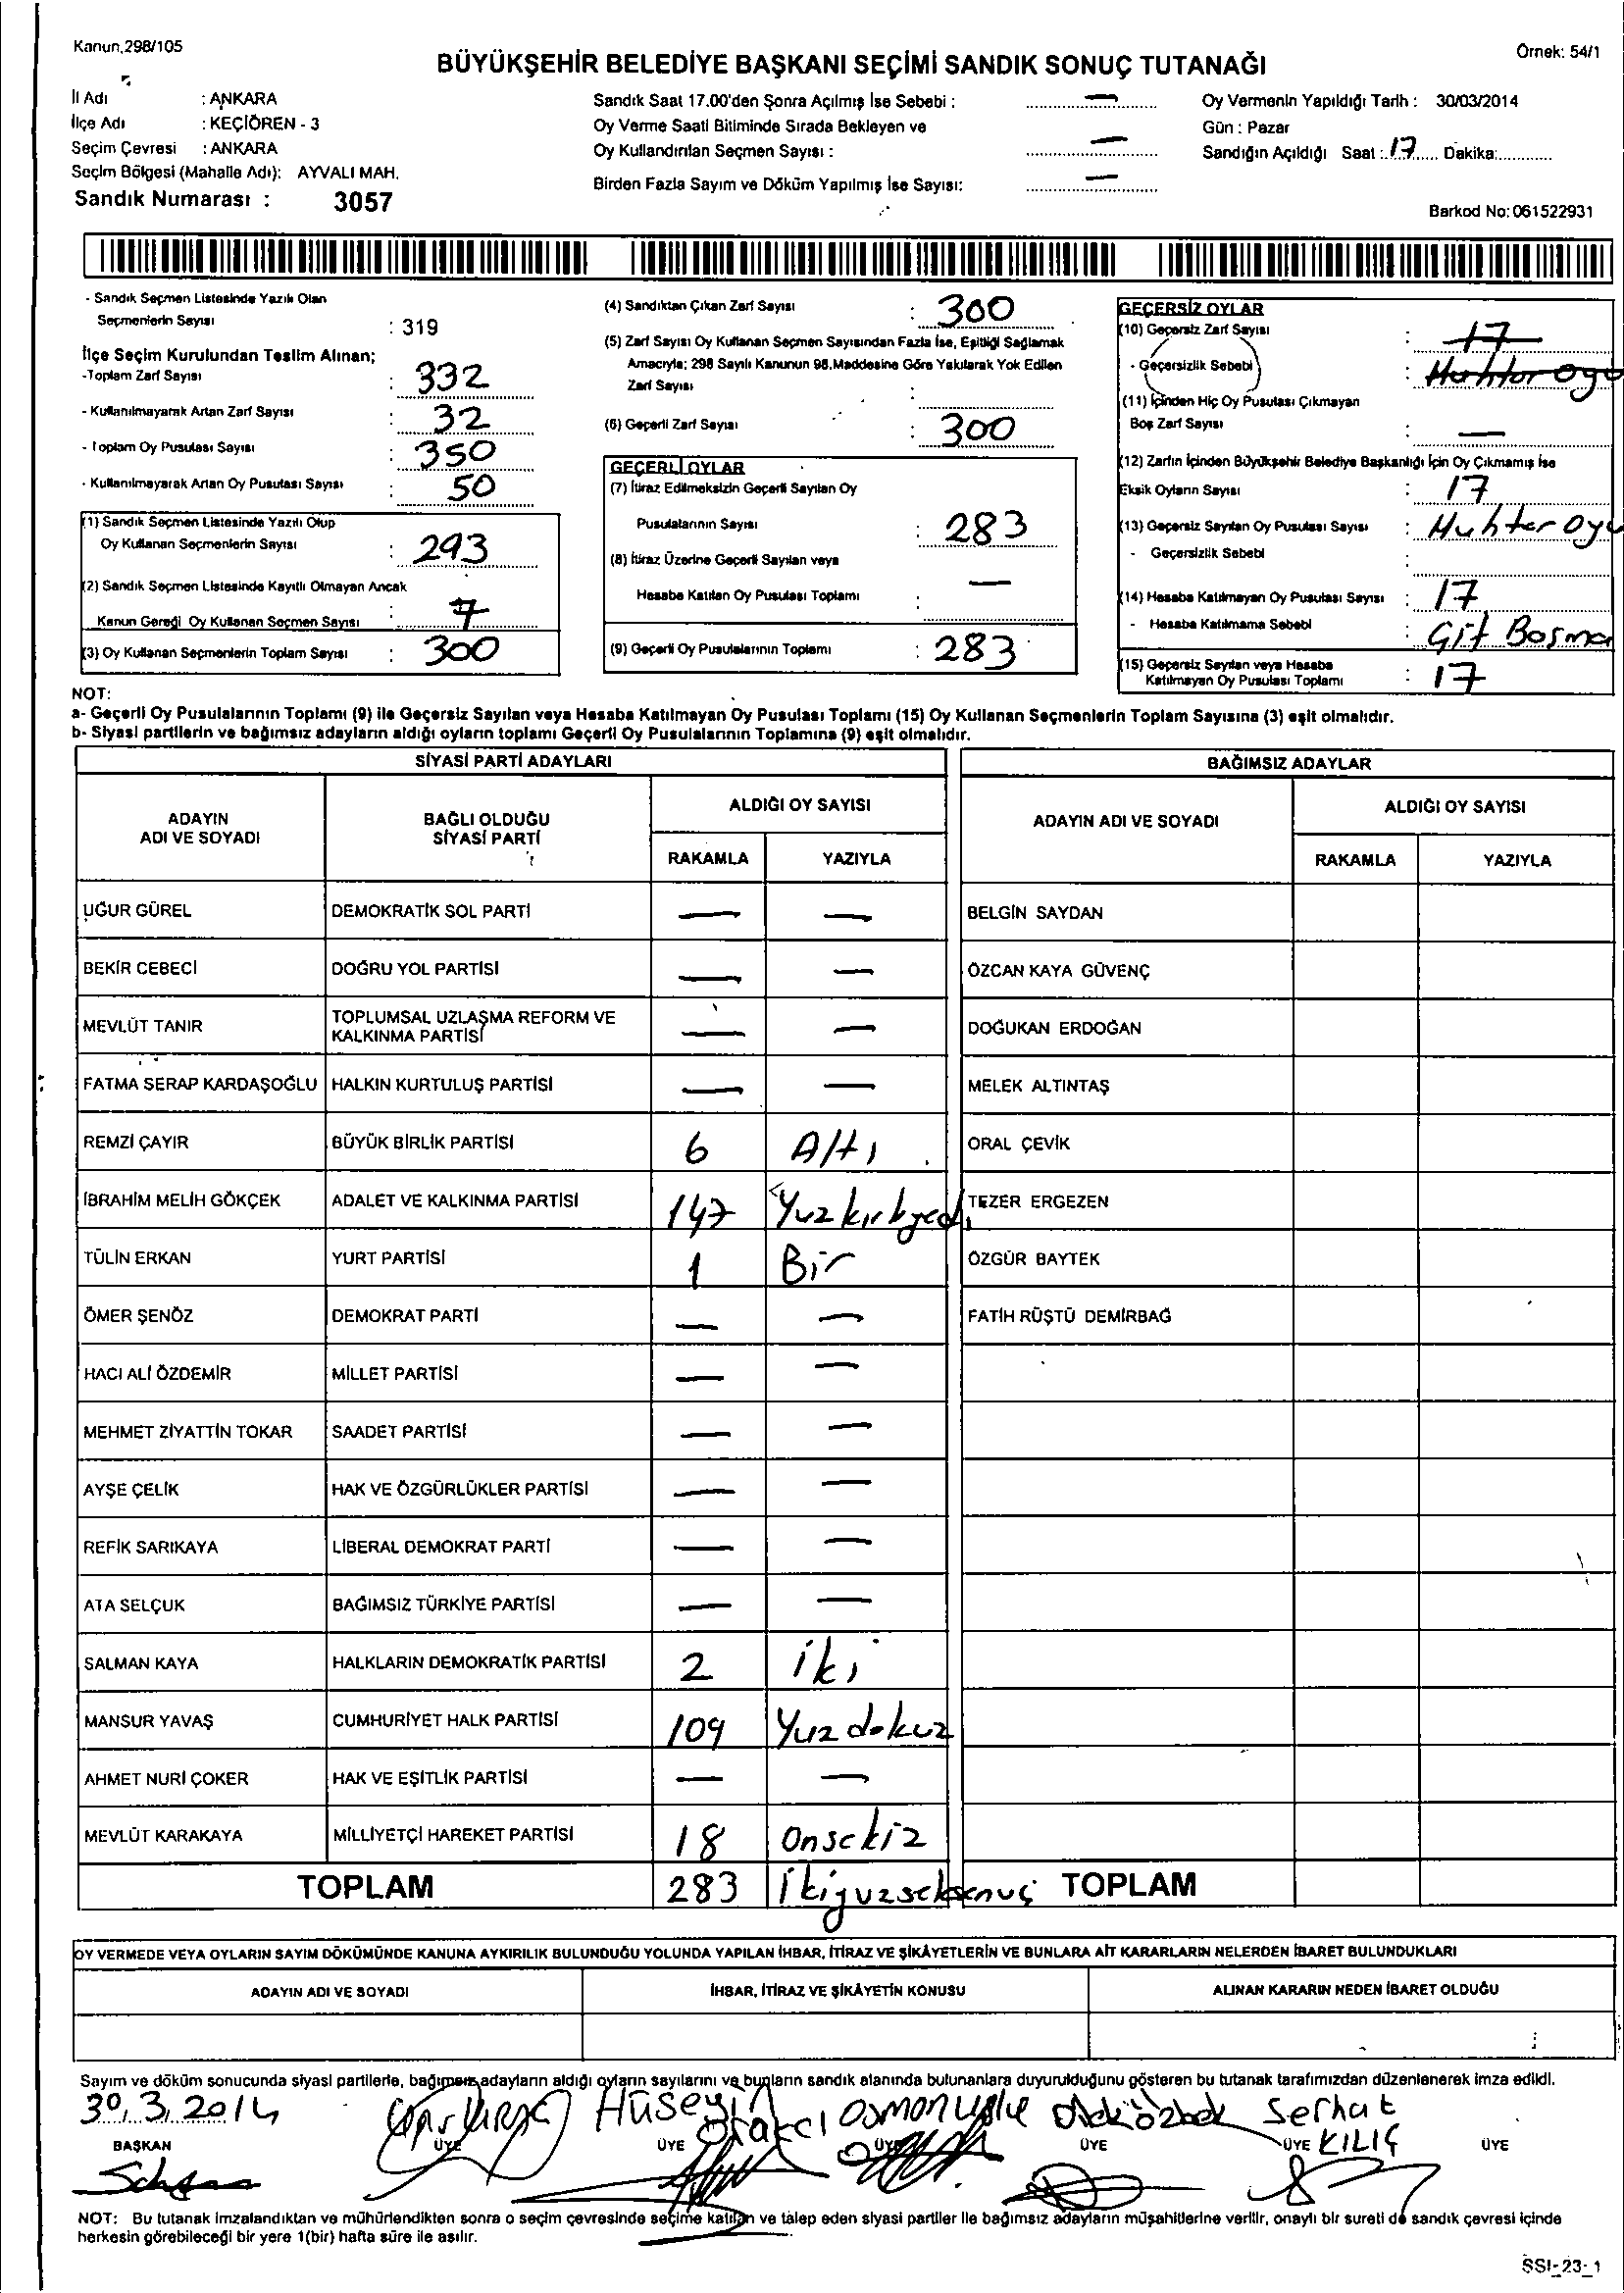 Kanun,298/105
BÜYÜKŞEHİR BELEDİYE BAŞKANI SEÇİMİ SANDIK SONUÇ TUTANAĞI
Örnek: 54/1
İl Adı : ANKARA
İlçe Adı : KEÇİÖREN - 3
Seçim Çevresi : ANKARA
Seçim Bölgesi (Mahalle Adı): AYVALI MAH.
Sandık Numarası : 3057
Sandık Saat 17.00'den Şonra Açılmış İse Sebebi : —
Oy Verme Saati Bitiminde Sırada Bekleyen ve
Oy Kullandırılan Seçmen Sayısı : —
Birden Fazla Sayım ve Döküm Yapılmış İse Sayısı: —
Oy Vermenin Yapıldığı Tarih : 30/03/2014
Gün : Pazar
Sandığın Açıldığı Saat : 17 Dakika:
Barkod No: 061522931
- Sandık Seçmen Listesinde Yazılı Olan
Seçmenlerin Sayısı : 319
İlçe Seçim Kurulundan Teslim Alınan;
-Toplam Zarf Sayısı : 332
- Kullanılmayarak Artan Zarf Sayısı : 32
- Toplam Oy Pusulası Sayısı : 350
- Kullanılmayarak Artan Oy Pusulası Sayısı : 50
(1) Sandık Seçmen Listesinde Yazılı Olup
Oy Kullanan Seçmenlerin Sayısı : 293
(2) Sandık Seçmen Listesinde Kayıtlı Olmayan Ancak
Kanun Gereği Oy Kullanan Seçmen Sayısı : 7
(3) Oy Kullanan Seçmenlerin Toplam Sayısı : 300
(4) Sandıktan Çıkan Zarf Sayısı : 300
(5) Zarf Sayısı Oy Kullanan Seçmen Sayısından Fazla İse, Eşitliği Sağlamak
Amacıyla; 298 Sayılı Kanunun 98.Maddesine Göre Yakılarak Yok Edilen
Zarf Sayısı :
(6) Geçerli Zarf Sayısı : 300
GEÇERLİ OYLAR
(7) İtiraz Edilmeksizin Geçerli Sayılan Oy
Pusulalarının Sayısı : 283
(8) İtiraz Üzerine Geçerli Sayılan veya
Hesaba Katılan Oy Pusulası Toplamı : —
(9) Geçerli Oy Pusulalarının Toplamı : 283
GEÇERSİZ OYLAR
(10) Geçersiz Zarf Sayısı : 17
- Geçersizlik Sebebi : Muhtar oyu
(11) İçinden Hiç Oy Pusulası Çıkmayan
Boş Zarf Sayısı : —
(12) Zarfın İçinden Büyükşehir Belediye Başkanlığı İçin Oy Çıkmamış İse
Eksik Oyların Sayısı : 17
(13) Geçersiz Sayılan Oy Pusulası Sayısı : Muhtar oyu
- Geçersizlik Sebebi
(14) Hesaba Katılmayan Oy Pusulası Sayısı : 17
- Hesaba Katılmama Sebebi : Çift Basma
(15) Geçersiz Sayılan veya Hesaba
Katılmayan Oy Pusulası Toplamı : 17
NOT:
a- Geçerli Oy Pusulalarının Toplamı (9) ile Geçersiz Sayılan veya Hesaba Katılmayan Oy Pusulası Toplamı (15) Oy Kullanan Seçmenlerin Toplam Sayısına (3) eşit olmalıdır.
b- Siyasi partilerin ve bağımsız adayların aldığı oyların toplamı Geçerli Oy Pusulalarının Toplamına (9) eşit olmalıdır.
SİYASİ PARTİ ADAYLARI
BAĞIMSIZ ADAYLAR
ADAYIN ADI VE SOYADI
BAĞLI OLDUĞU SİYASİ PARTİ
ALDIĞI OY SAYISI
RAKAMLA YAZIYLA
ADAYIN ADI VE SOYADI
ALDIĞI OY SAYISI
RAKAMLA YAZIYLA
UĞUR GÜREL DEMOKRATİK SOL PARTİ — — BELGİN SAYDAN
BEKİR CEBECİ DOĞRU YOL PARTİSİ — — ÖZCAN KAYA GÜVENÇ
MEVLÜT TANIR TOPLUMSAL UZLAŞMA REFORM VE KALKINMA PARTİSİ — — DOĞUKAN ERDOĞAN
FATMA SERAP KARDAŞOĞLU HALKIN KURTULUŞ PARTİSİ — — MELEK ALTINTAŞ
REMZİ ÇAYIR BÜYÜK BİRLİK PARTİSİ 6 Altı ORAL ÇEVİK
İBRAHİM MELİH GÖKÇEK ADALET VE KALKINMA PARTİSİ 147 Yuzkırkyedi TEZER ERGEZEN
TÜLİN ERKAN YURT PARTİSİ 1 Bir ÖZGÜR BAYTEK
ÖMER ŞENÖZ DEMOKRAT PARTİ — — FATİH RÜŞTÜ DEMİRBAĞ
HACI ALİ ÖZDEMİR MİLLET PARTİSİ — —
MEHMET ZİYATTİN TOKAR SAADET PARTİSİ — —
AYŞE ÇELİK HAK VE ÖZGÜRLÜKLER PARTİSİ — —
REFİK SARIKAYA LİBERAL DEMOKRAT PARTİ — —
ATA SELÇUK BAĞIMSIZ TÜRKİYE PARTİSİ — —
SALMAN KAYA HALKLARIN DEMOKRATİK PARTİSİ 2 iki
MANSUR YAVAŞ CUMHURİYET HALK PARTİSİ 109 Yuzdokuz
AHMET NURİ ÇOKER HAK VE EŞİTLİK PARTİSİ — —
MEVLÜT KARAKAYA MİLLİYETÇİ HAREKET PARTİSİ 18 Onsekiz
TOPLAM 283 İkiyuzseksenuç TOPLAM
OY VERMEDE VEYA OYLARIN SAYIM DÖKÜMÜNDE KANUNA AYKIRILIK BULUNDUĞU YOLUNDA YAPILAN İHBAR, İTİRAZ VE ŞİKÂYETLERİN VE BUNLARA AİT KARARLARIN NELERDEN İBARET BULUNDUKLARI
ADAYIN ADI VE SOYADI İHBAR, İTİRAZ VE ŞİKÂYETİN KONUSU ALINAN KARARIN NEDEN İBARET OLDUĞU
Sayım ve döküm sonucunda siyasi partilerle, bağımsız adayların aldığı oyların sayılarını ve bunların sandık alanında bulunanlara duyurulduğunu gösteren bu tutanak tarafımızdan düzenlenerek imza edildi.
30.3.2014 Hüseyin Serhat
BAŞKAN ÜYE ÜYE ÜYE ÜYE ÜYE KILIÇ ÜYE
NOT: Bu tutanak imzalandıktan ve mühürlendikten sonra o seçim çevresinde seçime katılan ve talep eden siyasi partiler ile bağımsız adayların müşahitlerine verilir, onaylı bir sureti de sandık çevresi içinde
herkesin görebileceği bir yere 1(bir) hafta süre ile asılır.
SSI-23-1